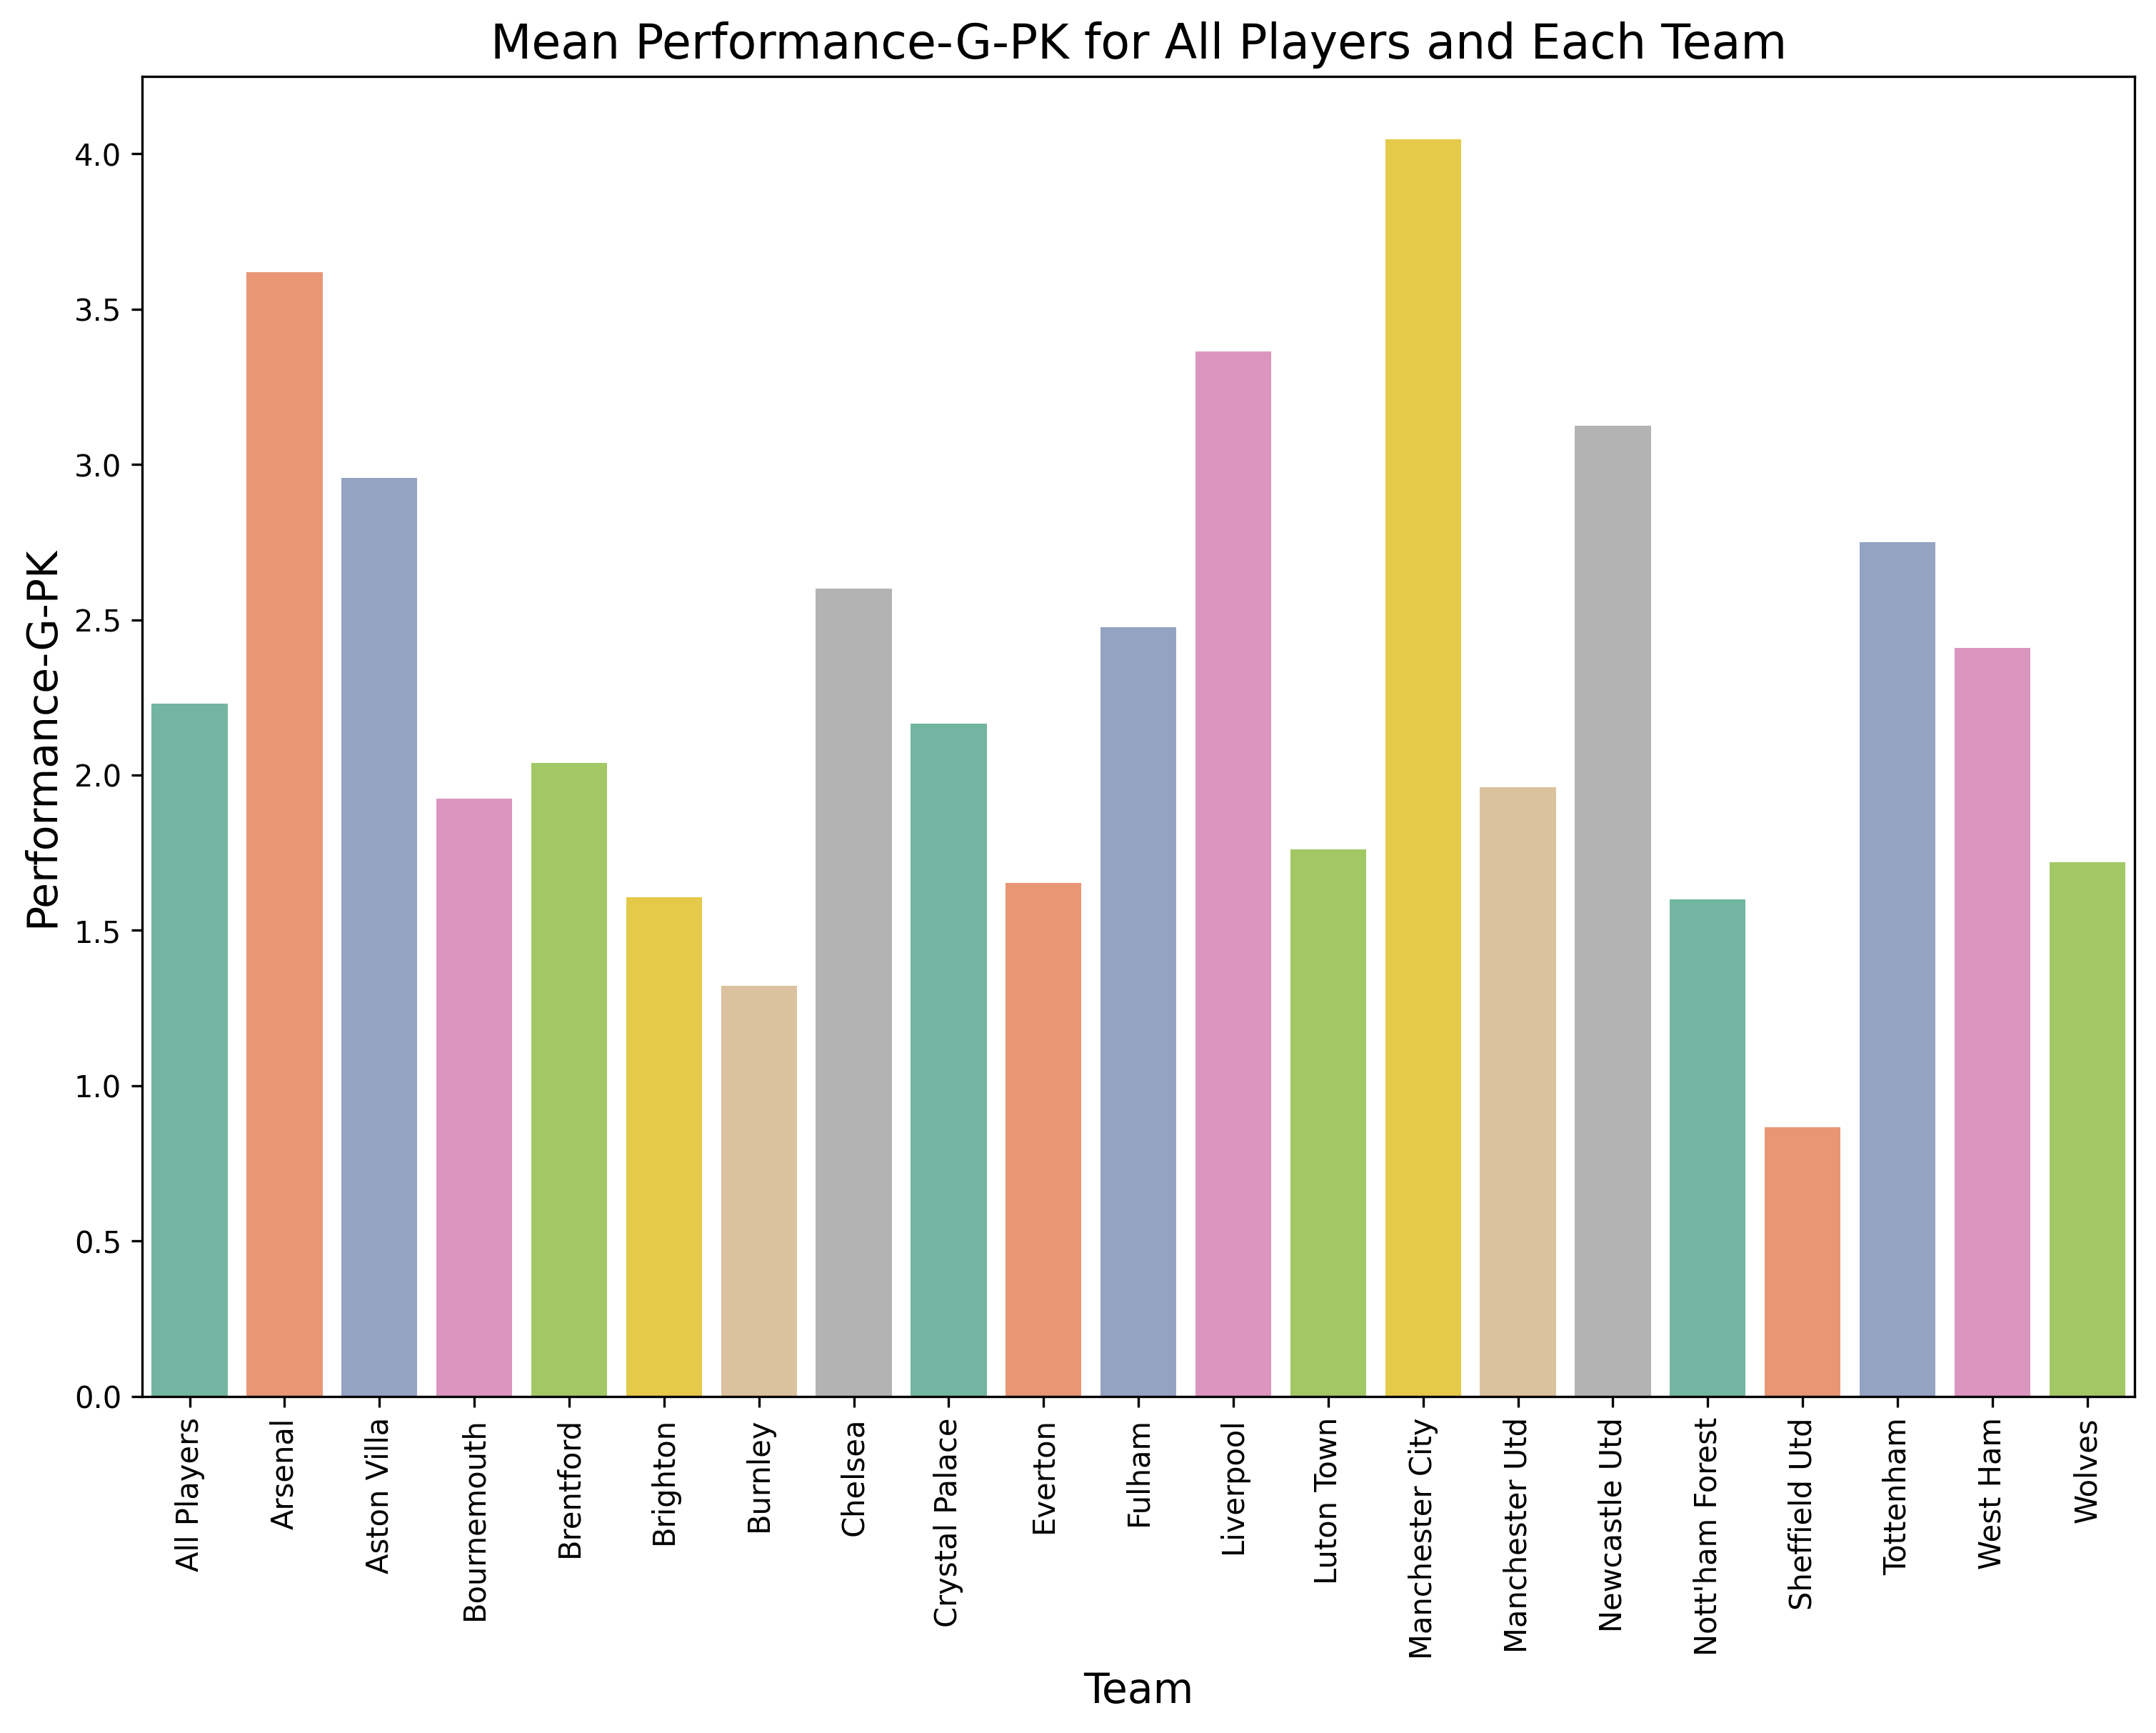 Mean Performance-G-PK for All Players and Each Team
Performance-G-PK
4.0
3.5
3.0
2.5
2.0
1.5
1.0
0.5
0.0
All Players
Arsenal
Aston Villa
Bournemouth
Brentford
Brighton
Burnley
Chelsea
Crystal Palace
Everton
Fulham
Liverpool
Luton Town
Manchester City
Manchester Utd
Newcastle Utd
Nott'ham Forest
Sheffield Utd
Tottenham
West Ham
Wolves
Team